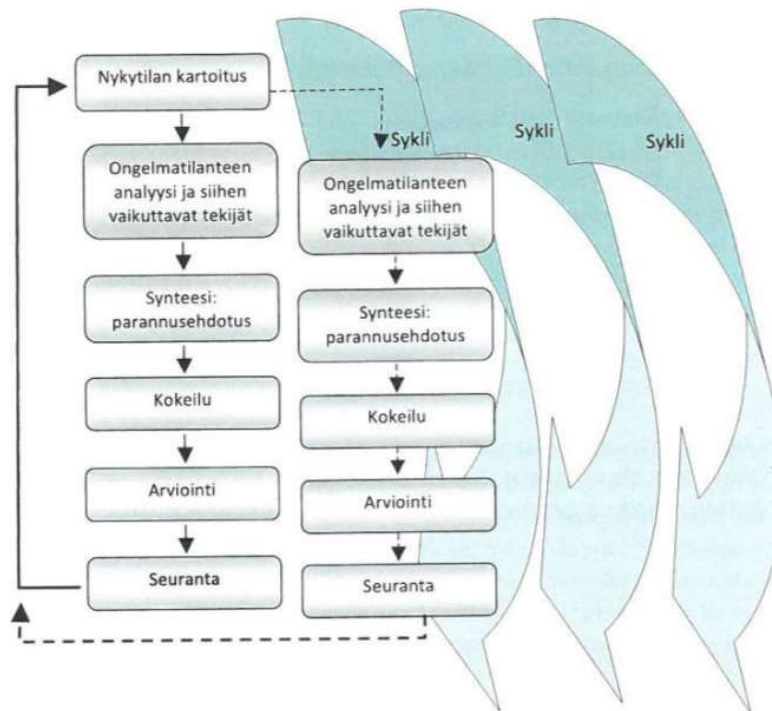 Nykytilan kartoitus
Ongelmatilanteen
analyysi ja siihen
vaikuttavat tekijät
Synteesi:
parannusehdotus
Kokeilu
Arviointi
Seuranta
Ongelmatilanteen
analyysi ja siihen
vaikuttavat tekijät
Synteesi:
parannusehdotus
Kokeilu
Arviointi
Seuranta
Sykli
Sykli
Sykli